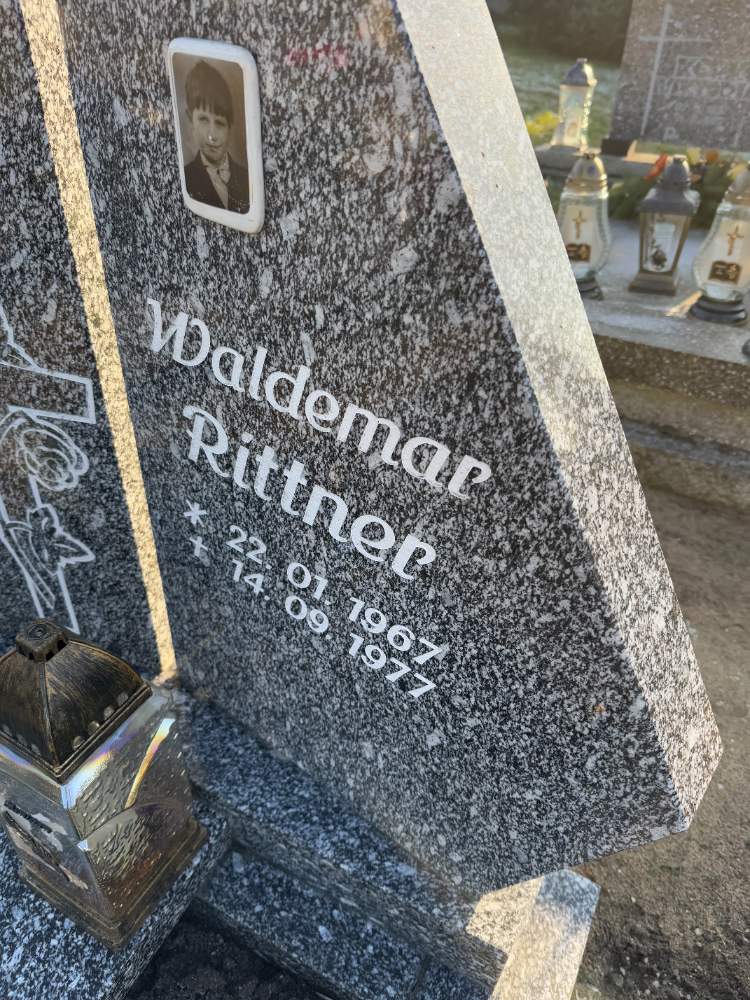 Waldemar
Rittner
* 22. 01. 1967
+ 14. 09. 1977